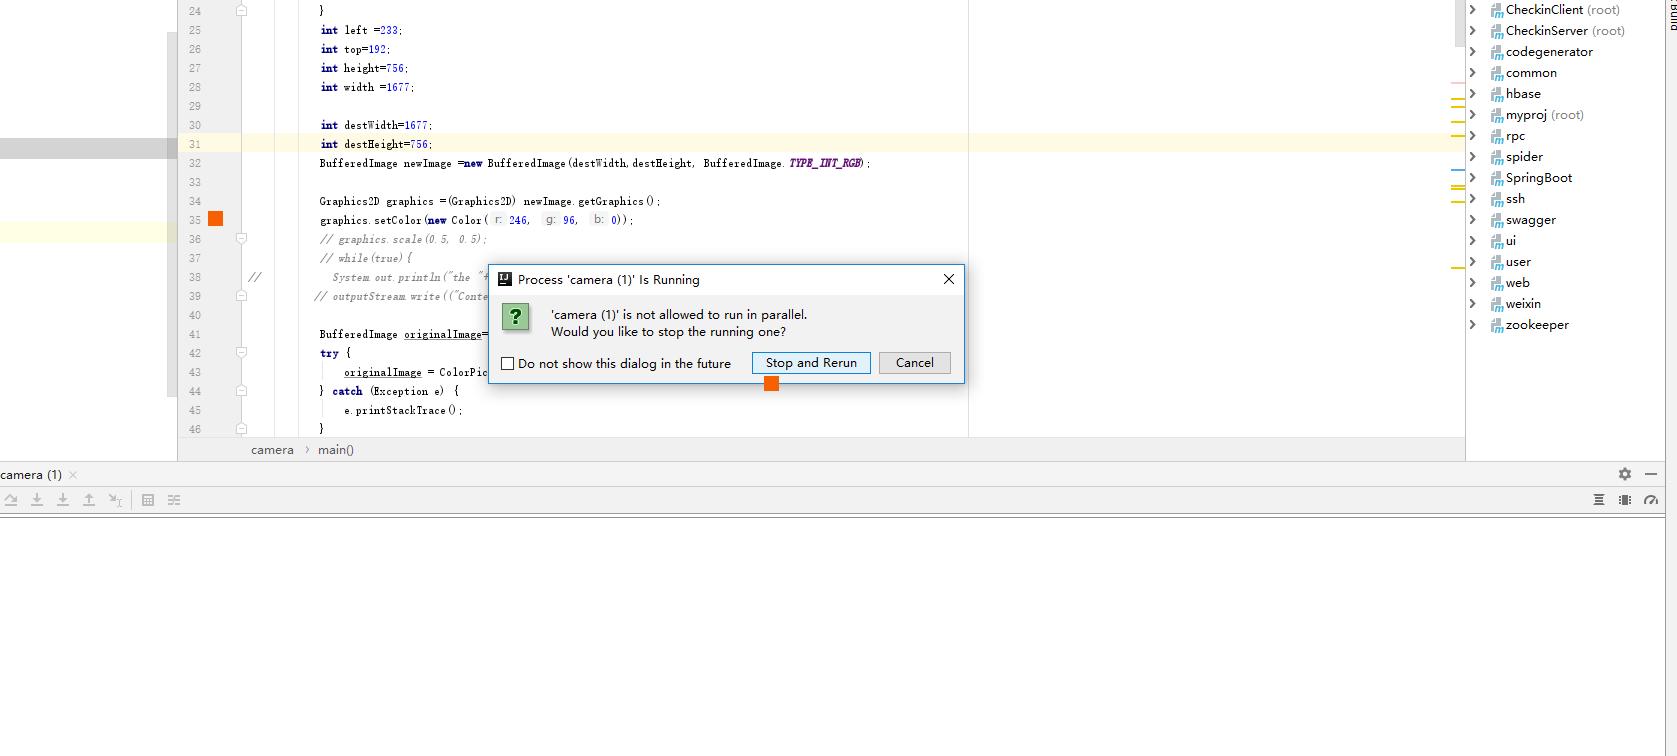 24 }
25 int left =233;
26 int top=192;
27 int height=756;
28 int width =1677;
29
30 int destWidth=1677;
31 int destHeight=756;
32 BufferedImage newImage =new BufferedImage(destWidth,destHeight, BufferedImage.TYPE_INT_RGB);
33
34 Graphics2D graphics =(Graphics2D) newImage.getGraphics();
35 graphics.setColor(new Color( r: 246, g: 96, b: 0));
36 // graphics.scale(0.5, 0.5);
37 // while(true){
38 // System.out.println("the "+
39 // outputStream.write(("Conte
40
41 BufferedImage originalImage=
42 try {
43 originalImage = ColorPic
44 } catch (Exception e) {
45 e.printStackTrace();
46 }
camera › main()
Process 'camera (1)' Is Running
'camera (1)' is not allowed to run in parallel.
Would you like to stop the running one?
Do not show this dialog in the future
Stop and Rerun
Cancel
CheckinClient (root)
CheckinServer (root)
codegenerator
common
hbase
myproj (root)
rpc
spider
SpringBoot
ssh
swagger
ui
user
web
weixin
zookeeper
camera (1)